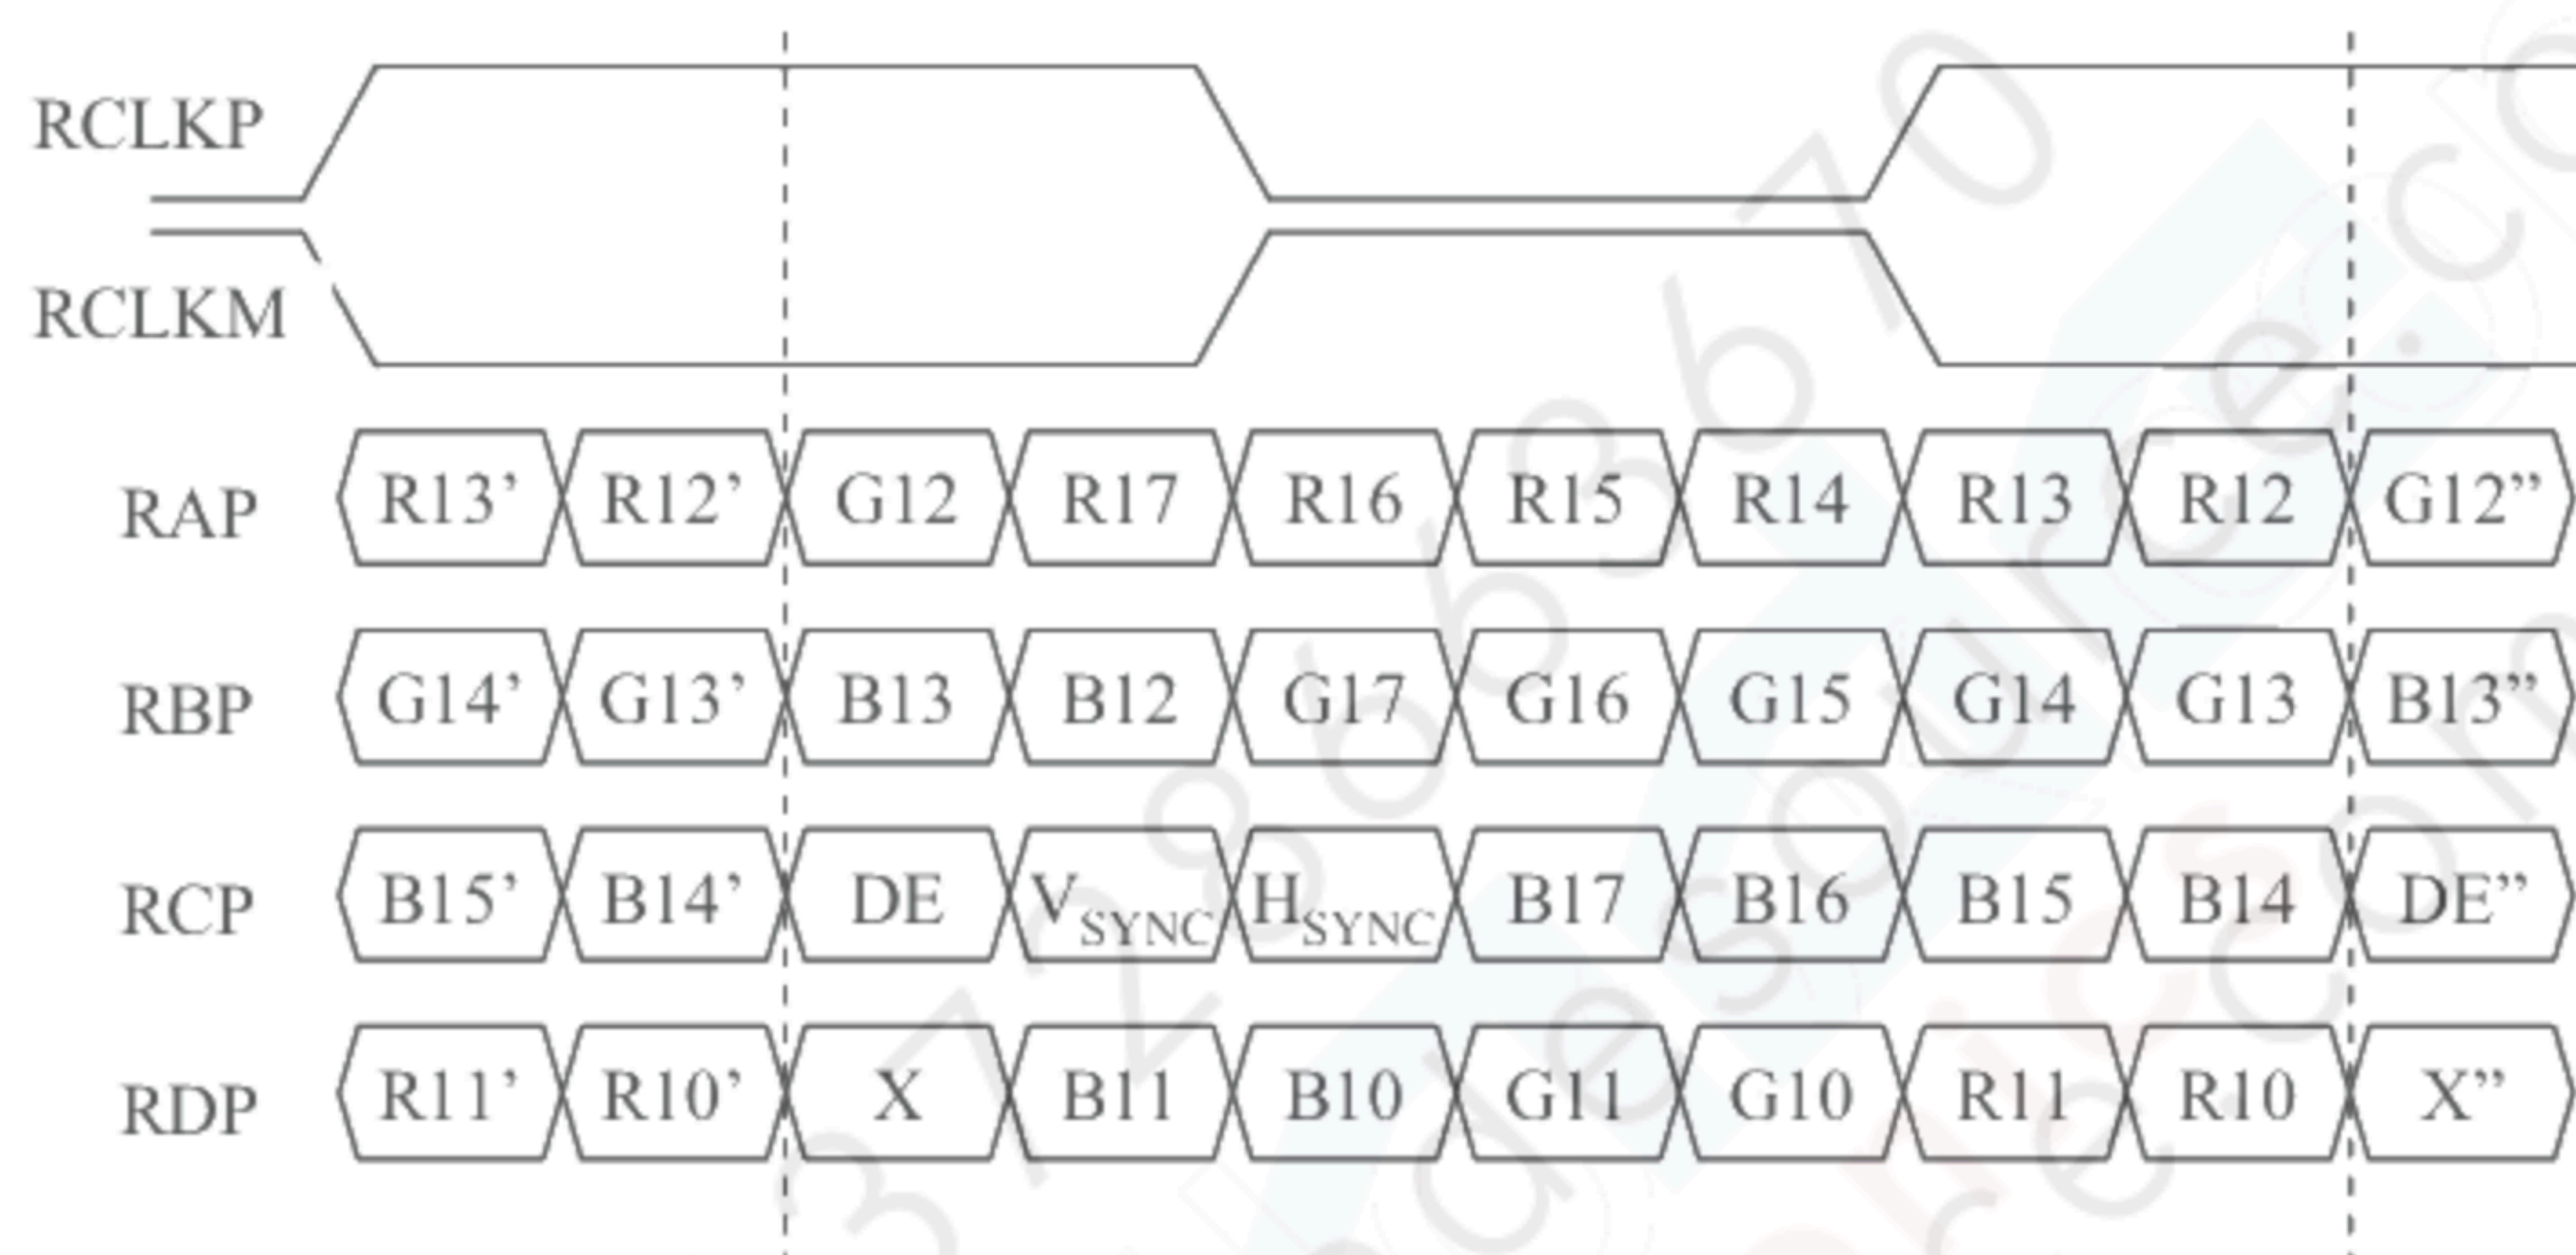 RCLKP
RCLKM
RAP R13’ R12’ G12 R17 R16 R15 R14 R13 R12 G12”
RBP G14’ G13’ B13 B12 G17 G16 G15 G14 G13 B13”
RCP B15’ B14’ DE VSYNC HSYNC B17 B16 B15 B14 DE”
RDP R11’ R10’ X B11 B10 G11 G10 R11 R10 X”